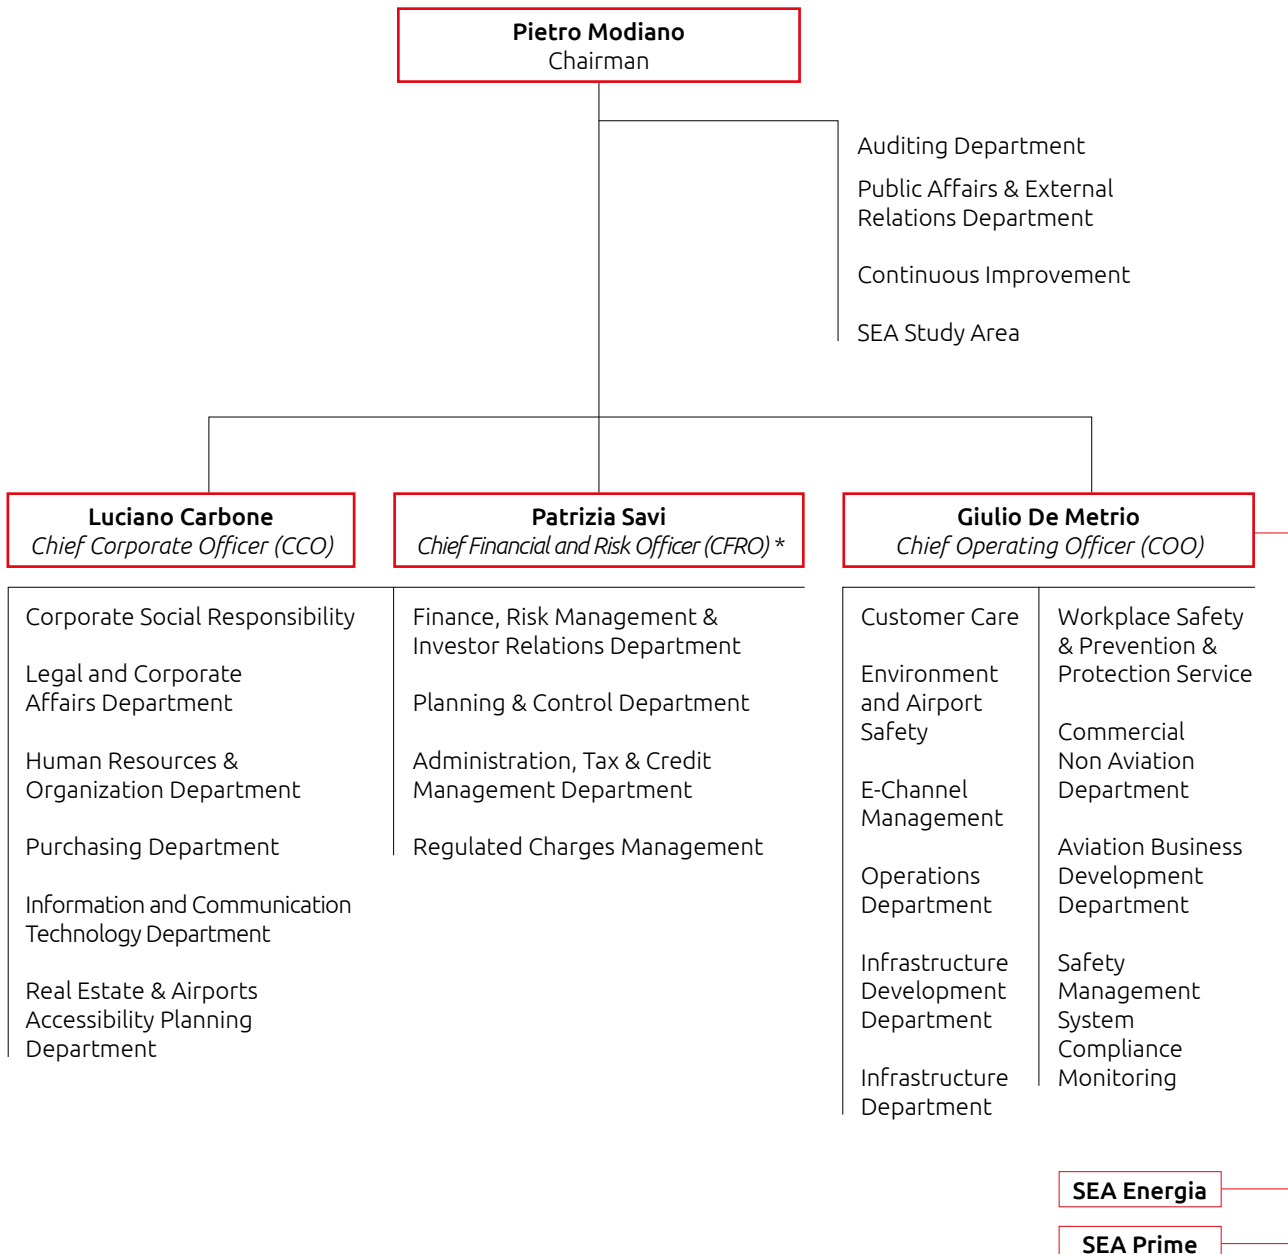 Pietro Modiano
Chairman
Auditing Department
Public Affairs & External
Relations Department
Continuous Improvement
SEA Study Area
Luciano Carbone
Chief Corporate Officer (CCO)
Patrizia Savi
Chief Financial and Risk Officer (CFRO) *
Giulio De Metrio
Chief Operating Officer (COO)
Corporate Social Responsibility
Legal and Corporate
Affairs Department
Human Resources &
Organization Department
Purchasing Department
Information and Communication
Technology Department
Real Estate & Airports
Accessibility Planning
Department
Finance, Risk Management &
Investor Relations Department
Planning & Control Department
Administration, Tax & Credit
Management Department
Regulated Charges Management
Customer Care
Environment
and Airport
Safety
E-Channel
Management
Operations
Department
Infrastructure
Development
Department
Infrastructure
Department
Workplace Safety
& Prevention &
Protection Service
Commercial
Non Aviation
Department
Aviation Business
Development
Department
Safety
Management
System
Compliance
Monitoring
SEA Energia
SEA Prime